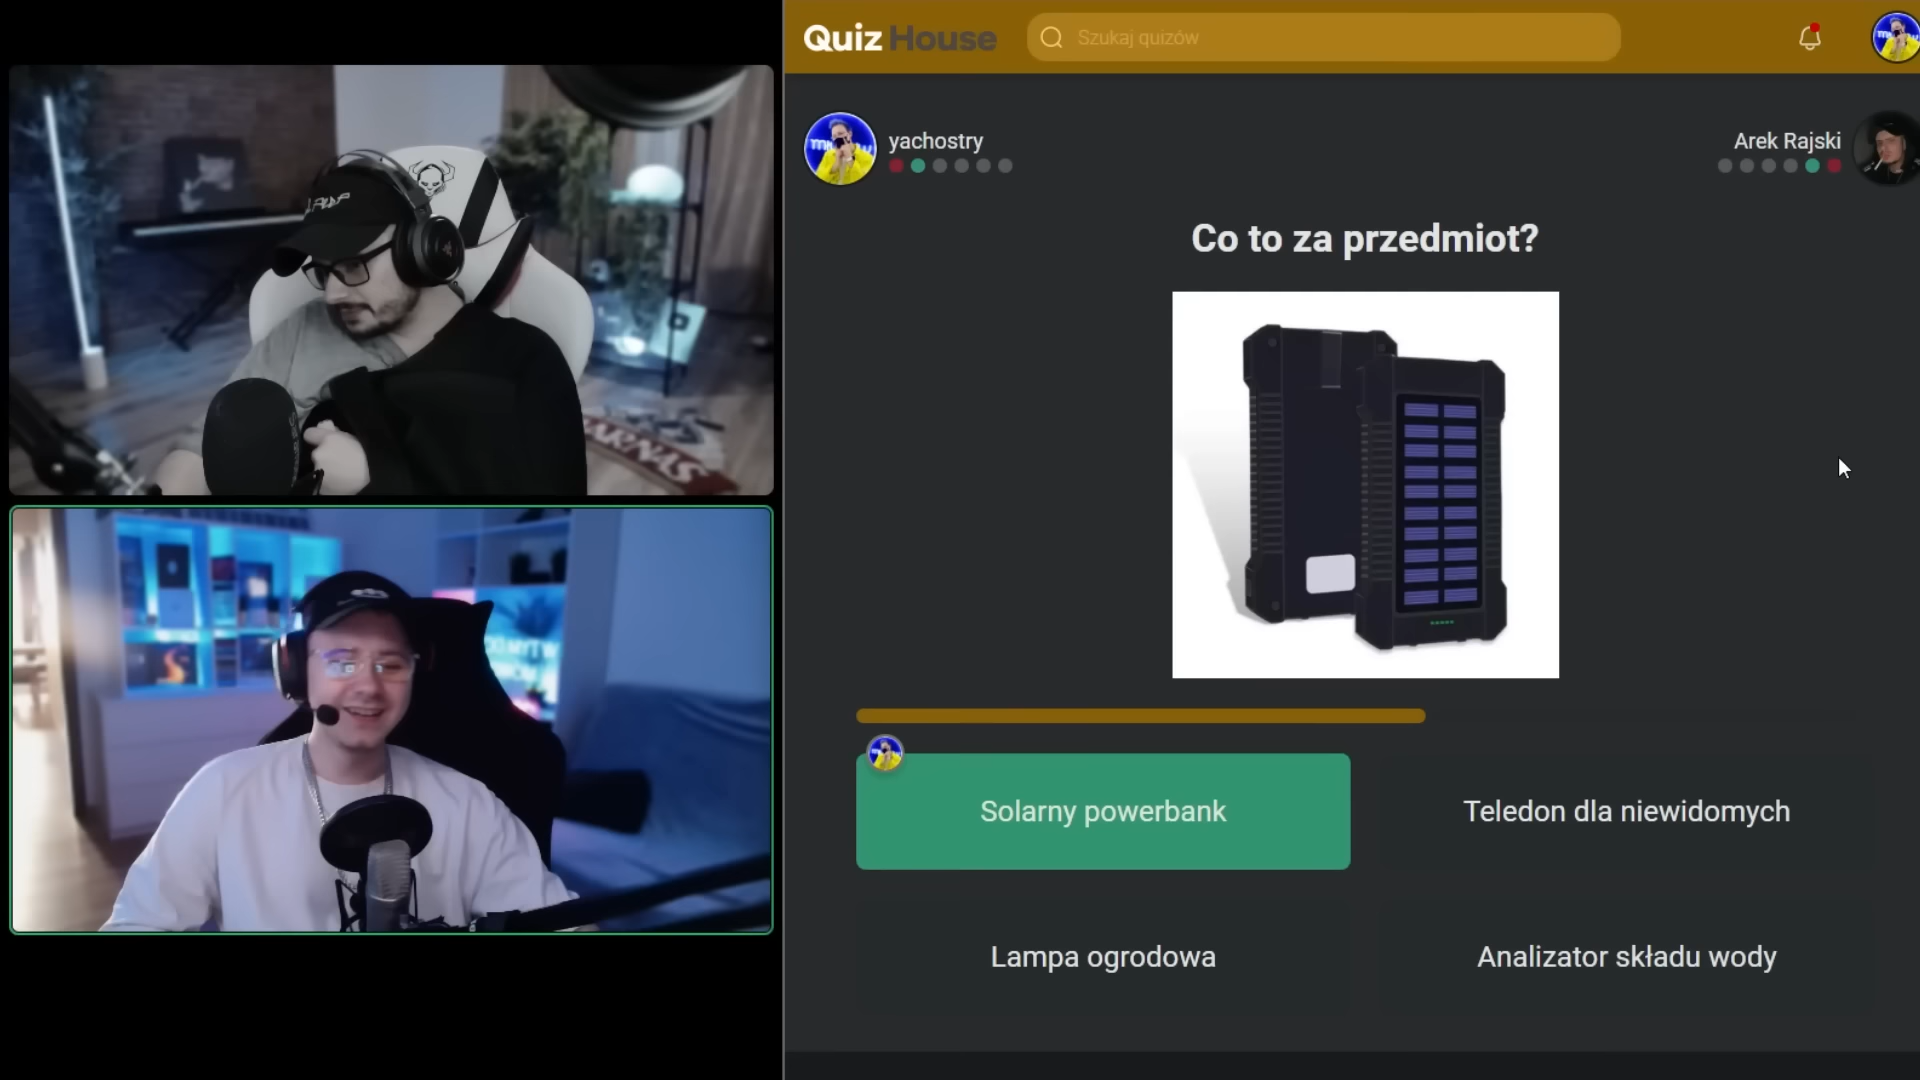 Quiz House
Szukaj quizów
yachostry
Arek Rajski
Co to za przedmiot?
Solarny powerbank
Teledon dla niewidomych
Lampa ogrodowa
Analizator składu wody